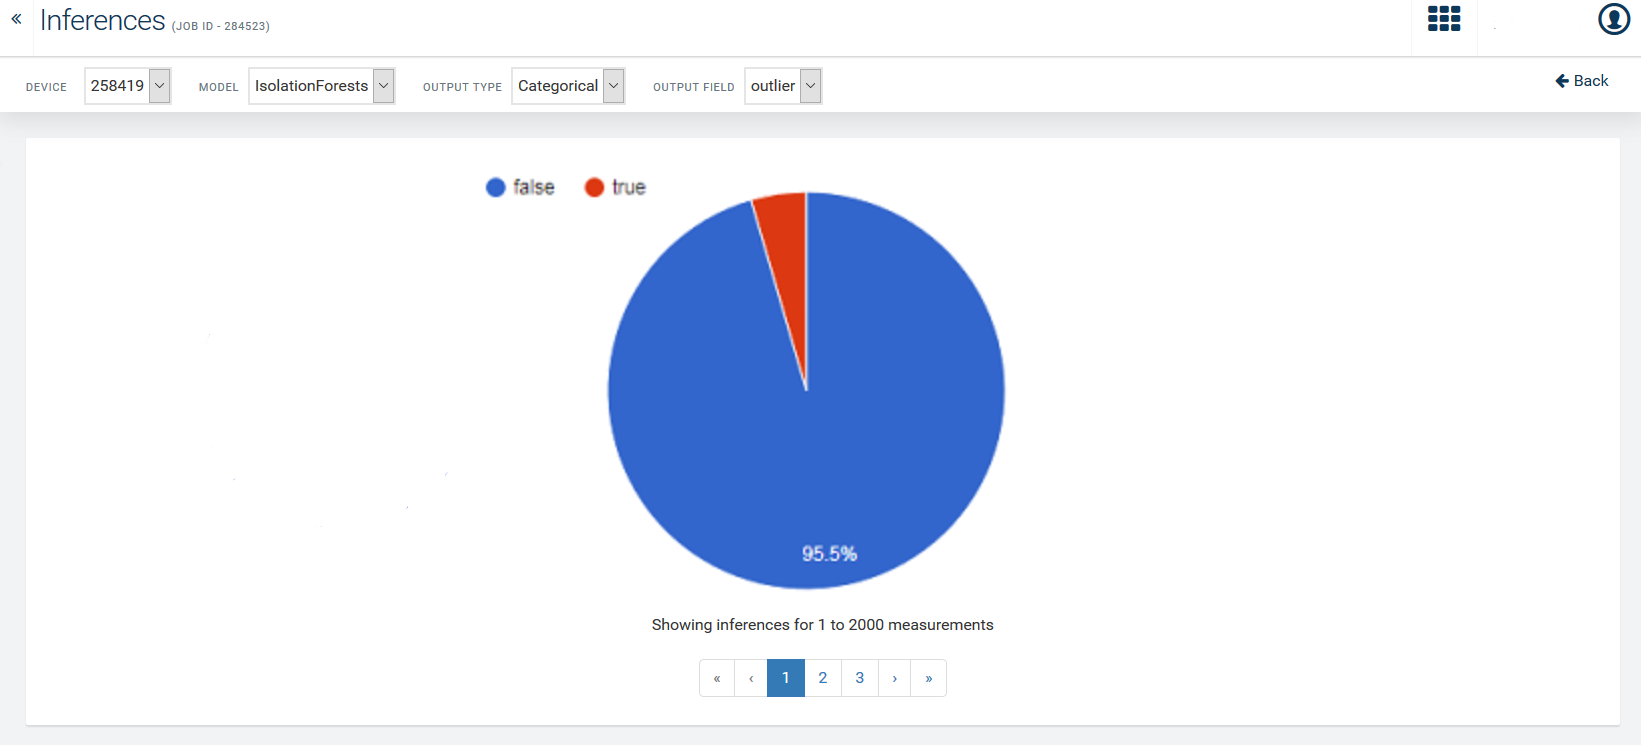 « Inferences (JOB ID - 284523)
DEVICE 258419 MODEL IsolationForests OUTPUT TYPE Categorical OUTPUT FIELD outlier Back
false true
95.5%
Showing inferences for 1 to 2000 measurements
« ‹ 1 2 3 › »